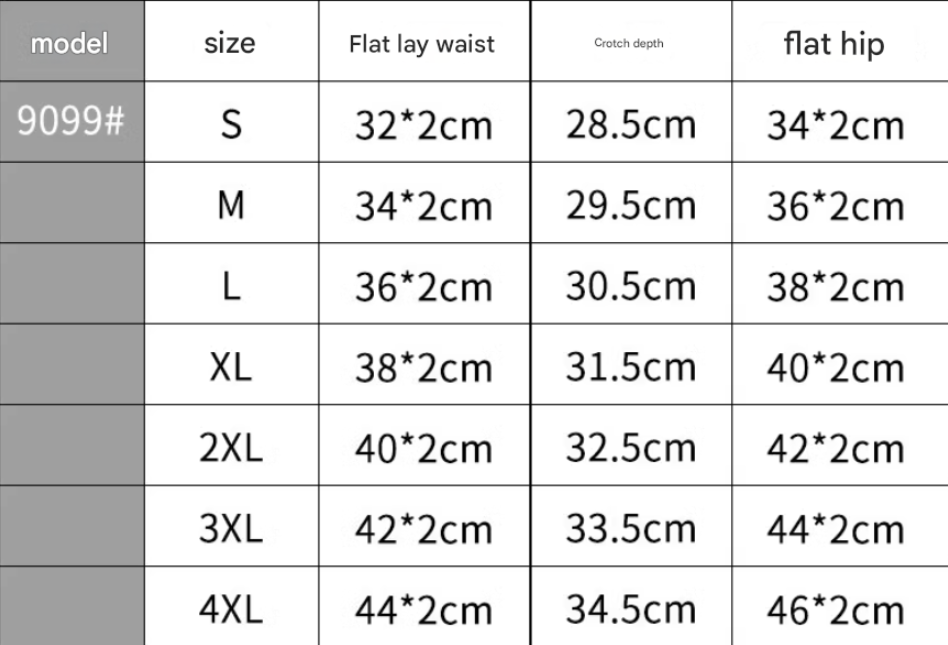 model size Flat lay waist Crotch depth flat hip
9099# S 32*2cm 28.5cm 34*2cm
M 34*2cm 29.5cm 36*2cm
L 36*2cm 30.5cm 38*2cm
XL 38*2cm 31.5cm 40*2cm
2XL 40*2cm 32.5cm 42*2cm
3XL 42*2cm 33.5cm 44*2cm
4XL 44*2cm 34.5cm 46*2cm